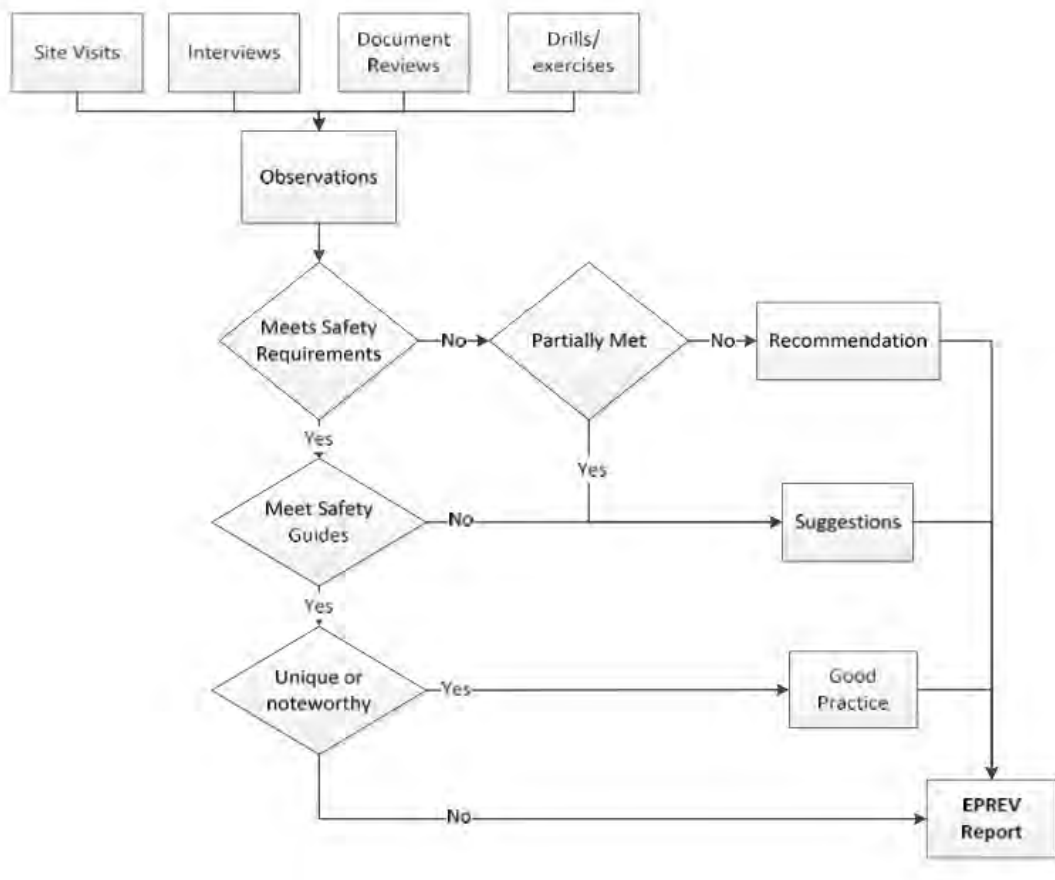 Site Visits
Interviews
Document
Reviews
Drills/
exercises
Observations
Meets Safety
Requirements
No
Partially Met
No
Recommendation
Yes
Yes
Meet Safety
Guides
No
Suggestions
Yes
Unique or
noteworthy
Yes
Good
Practice
No
EPREV
Report